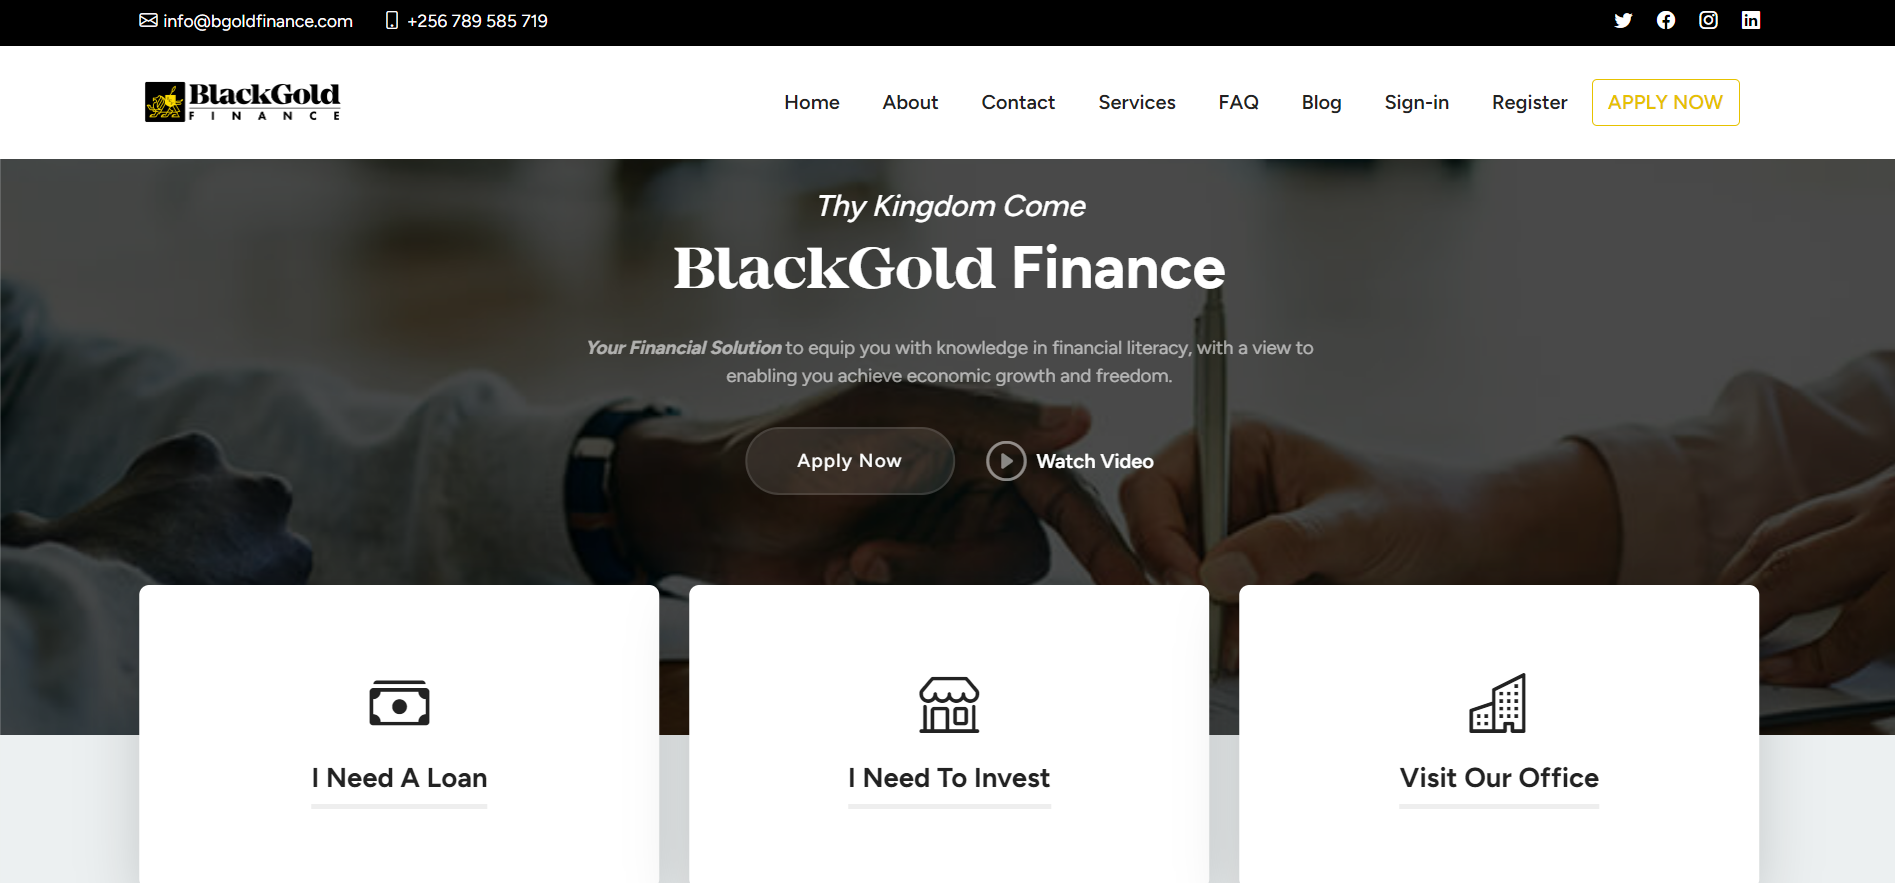 info@bgoldfinance.com
+256 789 585 719
BlackGold
FINANCE
Home
About
Contact
Services
FAQ
Blog
Sign-in
Register
APPLY NOW
Thy Kingdom Come
BlackGold Finance
Your Financial Solution to equip you with knowledge in financial literacy, with a view to
enabling you achieve economic growth and freedom.
Apply Now
Watch Video
I Need A Loan
I Need To Invest
Visit Our Office